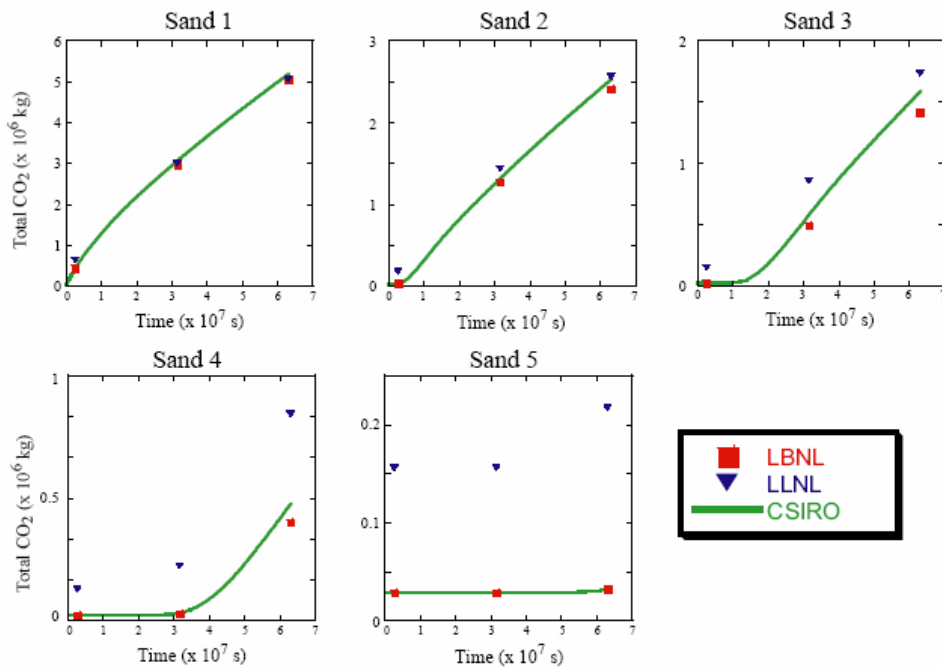 Sand 1
6
5
4
3
2
1
0
0 1 2 3 4 5 6 7
Total CO2 (x 10^6 kg)
Time (x 10^7 s)
Sand 2
3
2
1
0
0 1 2 3 4 5 6 7
Time (x 10^7 s)
Sand 3
2
1
0
0 1 2 3 4 5 6 7
Time (x 10^7 s)
Sand 4
1
0.5
0
0 1 2 3 4 5 6 7
Total CO2 (x 10^6 kg)
Time (x 10^7 s)
Sand 5
0.2
0.1
0
0 1 2 3 4 5 6 7
Time (x 10^7 s)
LBNL
LLNL
CSIRO